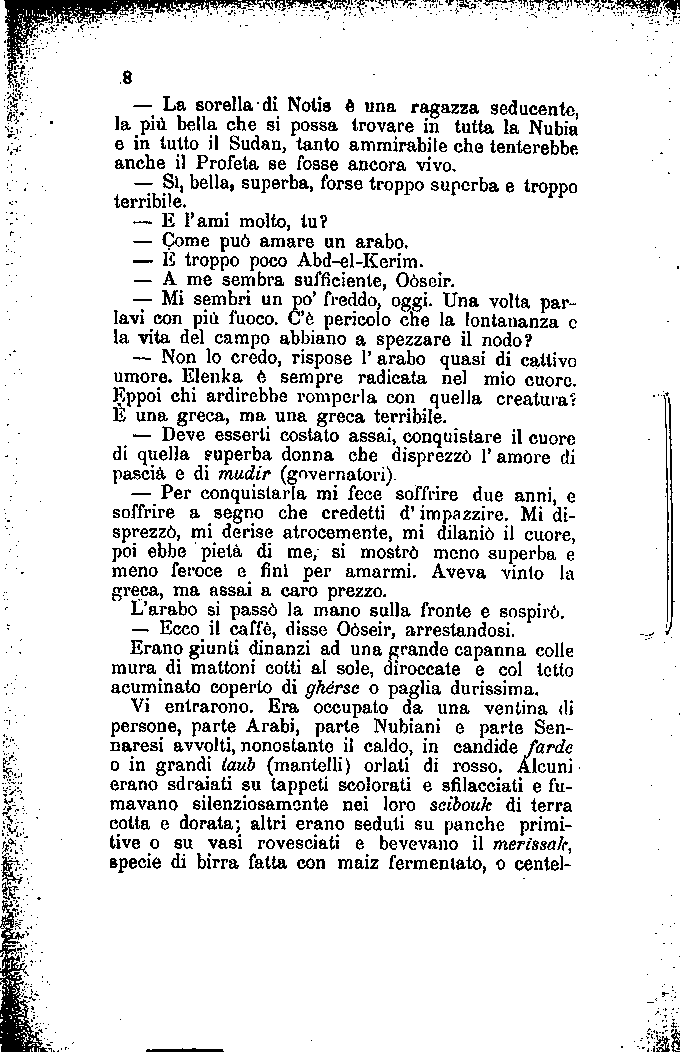 8
— La sorella di Notis è una ragazza seducente,
la più bella che si possa trovare in tutta la Nubia
e in tutto il Sudan, tanto ammirabile che tenterebbe
anche il Profeta se fosse ancora vivo.
— Sì, bella, superba, forse troppo superba e troppo
terribile.
— E l'ami molto, tu?
— Come può amare un arabo.
— È troppo poco Abd-el-Kerim.
— A me sembra sufficiente, Oòseir.
— Mi sembri un po' freddo, oggi. Una volta par-
lavi con più fuoco. C'è pericolo che la lontananza e
la vita del campo abbiano a spezzare il nodo?
— Non lo credo, rispose l'arabo quasi di cattivo
umore. Elenka è sempre radicata nel mio cuore.
Eppoi chi ardirebbe romperla con quella creatura?
È una greca, ma una greca terribile.
— Deve esserti costato assai, conquistare il cuore
di quella superba donna che disprezzò l'amore di
pascià e di mudir (governatori).
— Per conquistarla mi fece soffrire due anni, e
soffrire a segno che credetti d'impazzire. Mi di-
sprezzò, mi derise atrocemente, mi dilaniò il cuore,
poi ebbe pietà di me, si mostrò meno superba e
meno feroce e finì per amarmi. Aveva vinto la
greca, ma assai a caro prezzo.
L'arabo si passò la mano sulla fronte e sospirò.
— Ecco il caffè, disse Oòseir, arrestandosi.
Erano giunti dinanzi ad una grande capanna colle
mura di mattoni cotti al sole, diroccate e col tetto
acuminato coperto di ghérse o paglia durissima.
Vi entrarono. Era occupato da una ventina di
persone, parte Arabi, parte Nubiani e parte Sen-
naresi avvolti, nonostante il caldo, in candide farde
o in grandi taub (mantelli) orlati di rosso. Alcuni
erano sdraiati su tappeti scolorati e sfilacciati e fu-
mavano silenziosamente nei loro scibouk di terra
cotta e dorata; altri erano seduti su panche primi-
tive o su vasi rovesciati e bevevano il merissak,
specie di birra fatta con maiz fermentato, o centel-